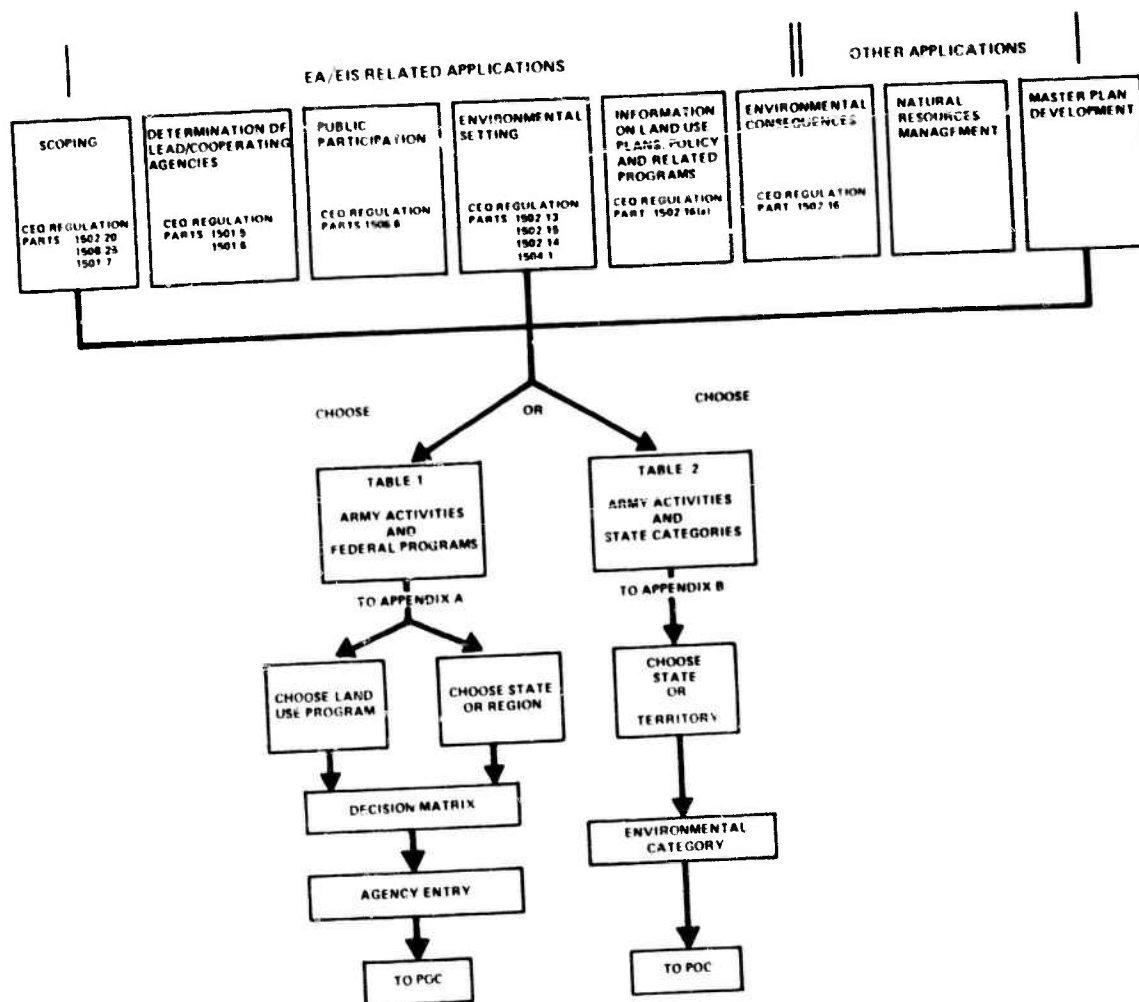 EA/EIS RELATED APPLICATIONS
OTHER APPLICATIONS
SCOPING
CEQ REGULATION
PARTS 1502 20
1508 25
1501 7
DETERMINATION OF
LEAD/COOPERATING
AGENCIES
CEQ REGULATION
PARTS 1501 5
1501 6
PUBLIC
PARTICIPATION
CEQ REGULATION
PARTS 1506 6
ENVIRONMENTAL
SETTING
CEQ REGULATION
PARTS 1502 13
1502 15
1502 14
1504 1
INFORMATION
ON LAND USE
PLANS, POLICY
AND RELATED
PROGRAMS
CEQ REGULATION
PART 1502 16(c)
ENVIRONMENTAL
CONSEQUENCES
CEQ REGULATION
PART 1502 16
NATURAL
RESOURCES
MANAGEMENT
MASTER PLAN
DEVELOPMENT
CHOOSE
OR
CHOOSE
TABLE 1
ARMY ACTIVITIES
AND
FEDERAL PROGRAMS
TABLE 2
ARMY ACTIVITIES
AND
STATE CATEGORIES
TO APPENDIX A
TO APPENDIX B
CHOOSE LAND
USE PROGRAM
CHOOSE STATE
OR REGION
CHOOSE
STATE
OR
TERRITORY
DECISION MATRIX
ENVIRONMENTAL
CATEGORY
AGENCY ENTRY
TO POC
TO POC